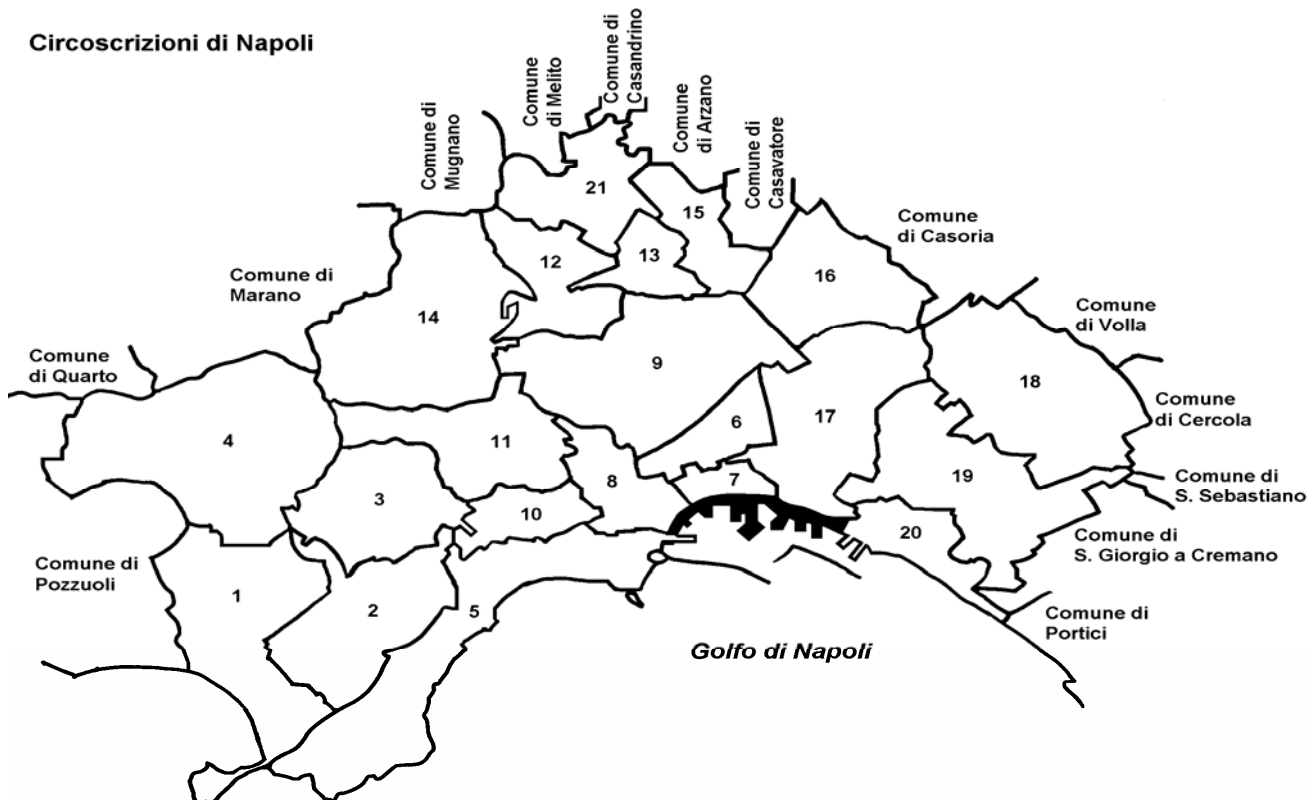 Circoscrizioni di Napoli
Comune di
Mugnano
Comune
di Melito
Comune di
Casandrino
Comune
di Arzano
Comune di
Casavatore
Comune
di Casoria
Comune di
Marano
Comune
di Quarto
Comune
di Volla
Comune
di Cercola
Comune di
S. Sebastiano
Comune di
S. Giorgio a Cremano
Comune di
Portici
Comune di
Pozzuoli
Golfo di Napoli
21
15
13
12
16
14
9
18
6
17
4
11
19
8
7
3
10
20
1
2
5